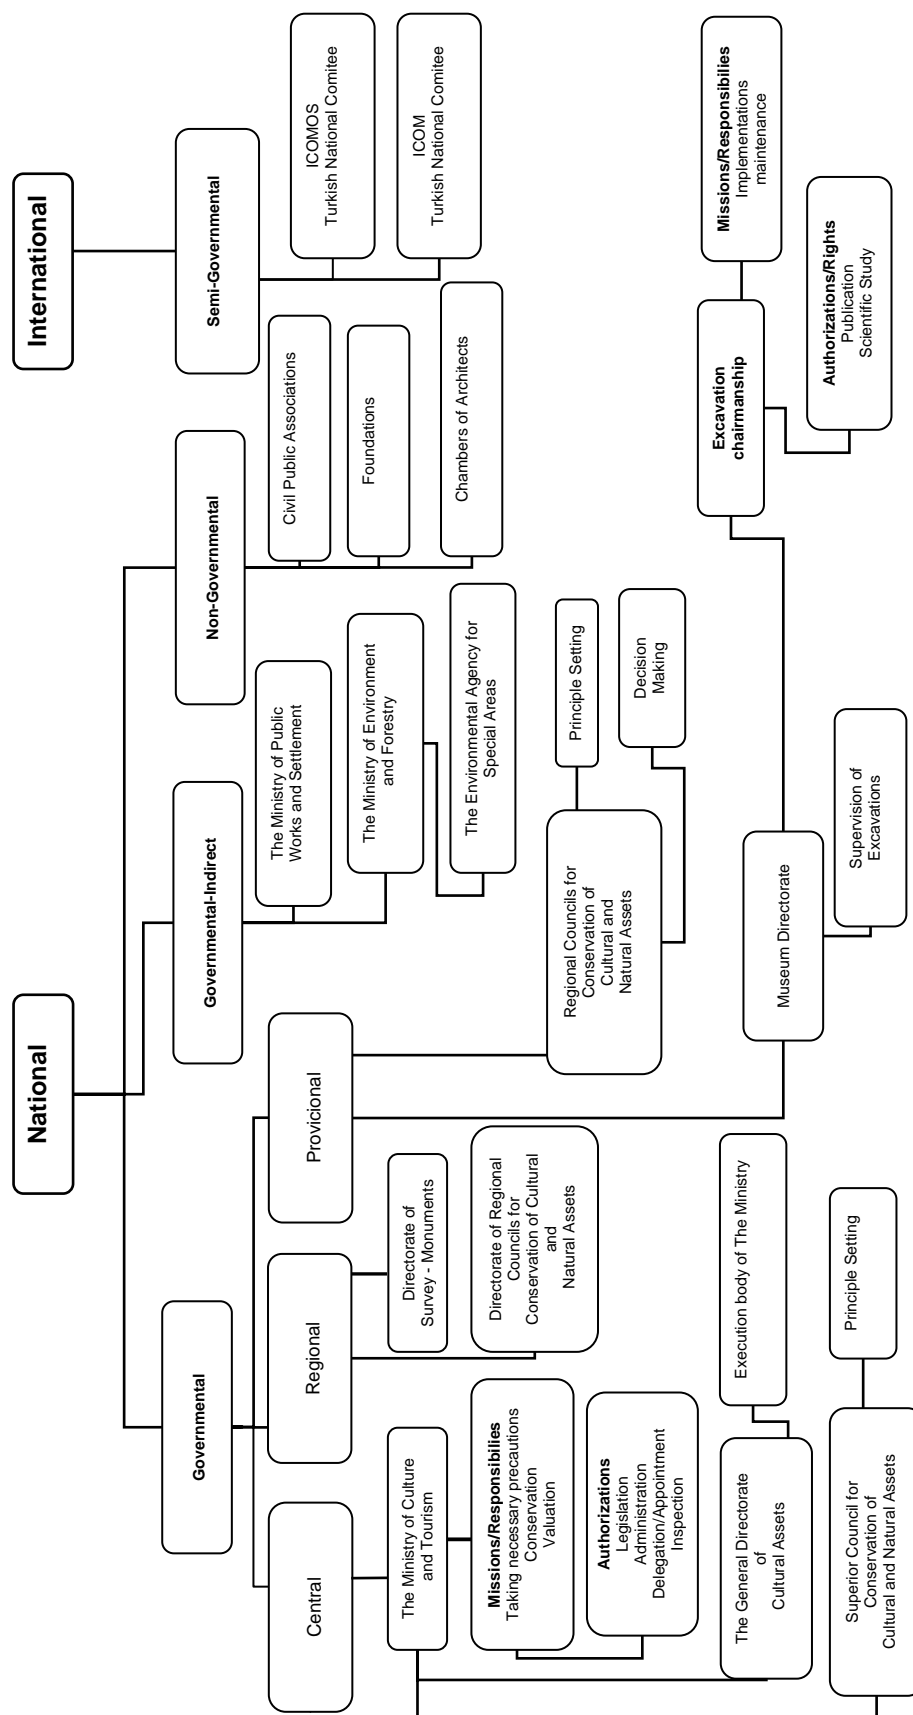 National
International
Governmental
Governmental-Indirect
Non-Governmental
Semi-Governmental
Central
Regional
Provicional
The Ministry of Culture
and Tourism
Missions/Responsibilies
Taking necessary precautions
Conservation
Valuation
Authorizations
Legislation
Administration
Delegation/Appointment
Inspection
The General Directorate
of
Cultural Assets
Execution body of The Ministry
Superior Council for
Conservation of
Cultural and Natural Assets
Principle Setting
Directorate of
Survey - Monuments
Directorate of Regional
Councils for
Conservation of Cultural
and
Natural Assets
Regional Councils for
Conservation of
Cultural and
Natural Assets
Principle Setting
Decision
Making
Museum Directorate
Supervision of
Excavations
Excavation
chairmanship
Missions/Responsibilies
Implementations
maintenance
Authorizations/Rights
Publication
Scientific Study
The Ministry of Public
Works and Settlement
The Ministry of Environment
and Forestry
The Environmental Agency for
Special Areas
Civil Public Associations
Foundations
Chambers of Architects
ICOMOS
Turkish National Comitee
ICOM
Turkish National Comitee